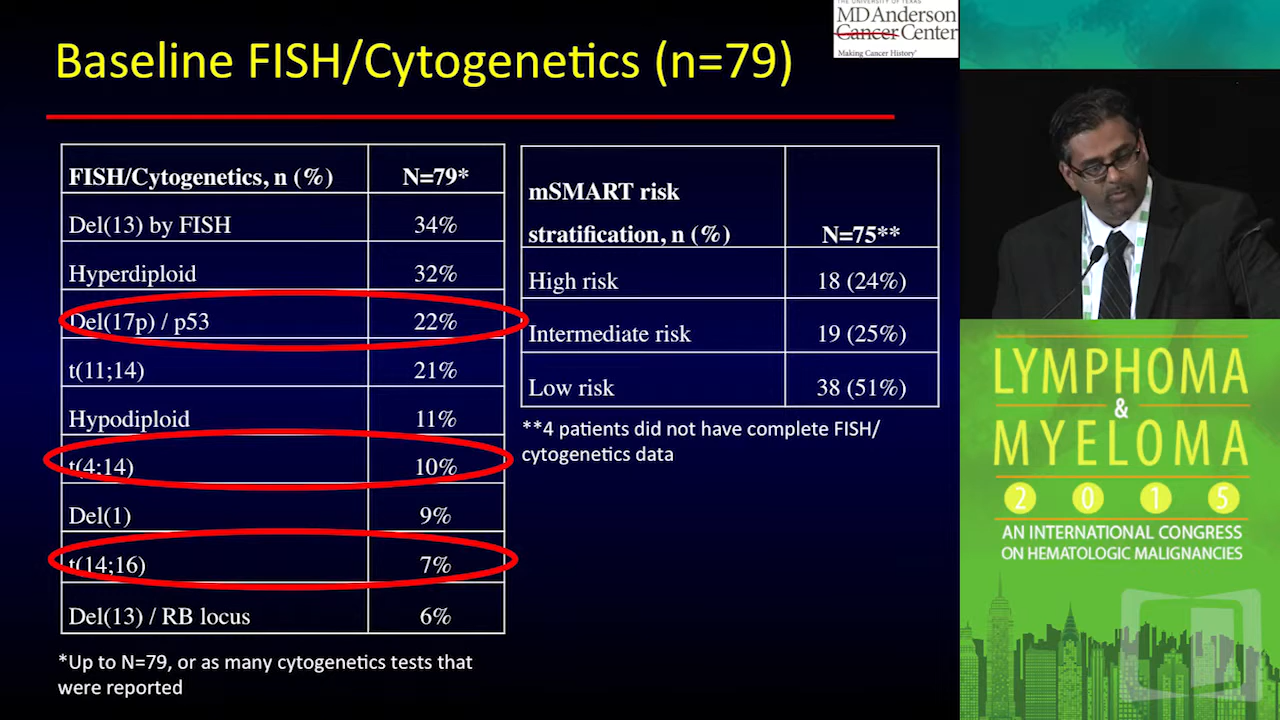 THE UNIVERSITY OF TEXAS
MD Anderson
Cancer Center
Making Cancer History®
Baseline FISH/Cytogenetics (n=79)
FISH/Cytogenetics, n (%) N=79*
Del(13) by FISH 34%
Hyperdiploid 32%
Del(17p) / p53 22%
t(11;14) 21%
Hypodiploid 11%
t(4;14) 10%
Del(1) 9%
t(14;16) 7%
Del(13) / RB locus 6%
*Up to N=79, or as many cytogenetics tests that
were reported
mSMART risk
stratification, n (%) N=75**
High risk 18 (24%)
Intermediate risk 19 (25%)
Low risk 38 (51%)
**4 patients did not have complete FISH/
cytogenetics data
LYMPHOMA
&
MYELOMA
2015
AN INTERNATIONAL CONGRESS
ON HEMATOLOGIC MALIGNANCIES